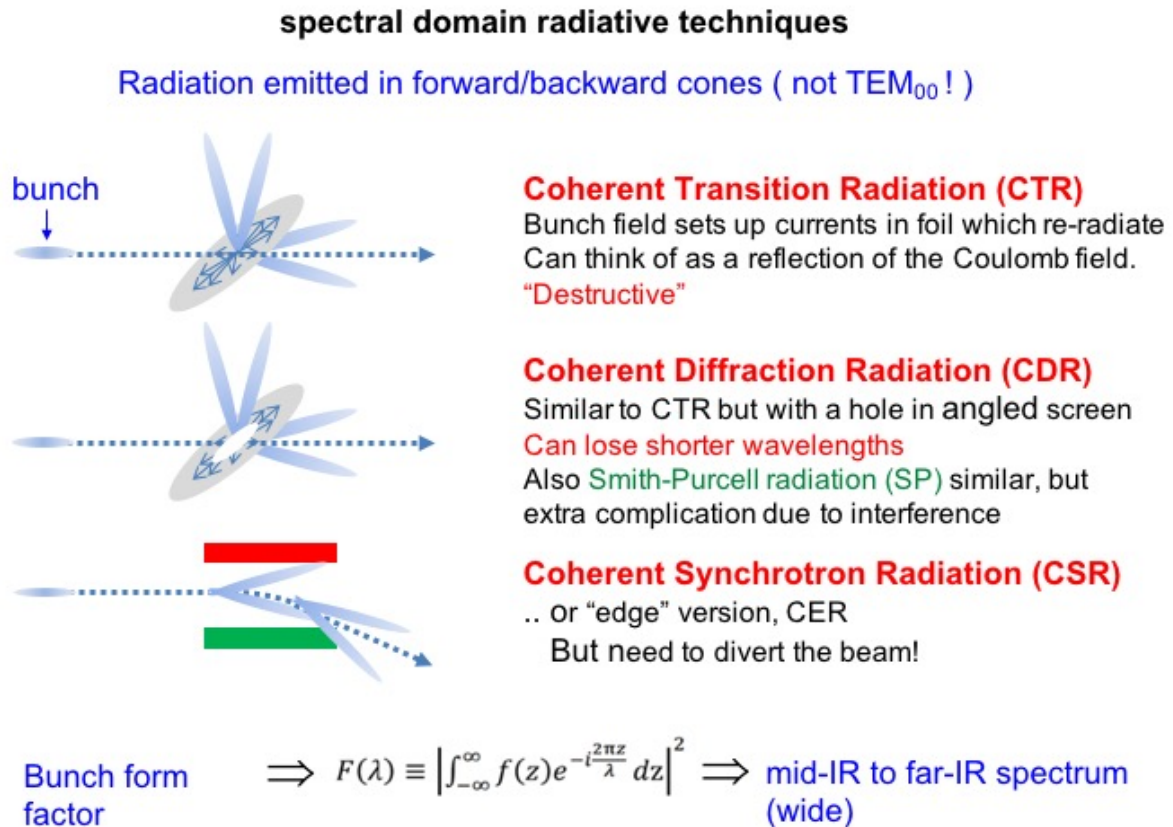 spectral domain radiative techniques
Radiation emitted in forward/backward cones ( not TEM₀₀ ! )
bunch
Coherent Transition Radiation (CTR)
Bunch field sets up currents in foil which re-radiate
Can think of as a reflection of the Coulomb field.
“Destructive”
Coherent Diffraction Radiation (CDR)
Similar to CTR but with a hole in angled screen
Can lose shorter wavelengths
Also Smith-Purcell radiation (SP) similar, but
extra complication due to interference
Coherent Synchrotron Radiation (CSR)
.. or “edge” version, CER
But need to divert the beam!
Bunch form
factor
⇒ F(λ) ≡ |∫_{-∞}^{∞} f(z)e^{-i\frac{2πz}{λ}} dz|² ⇒
mid-IR to far-IR spectrum
(wide)